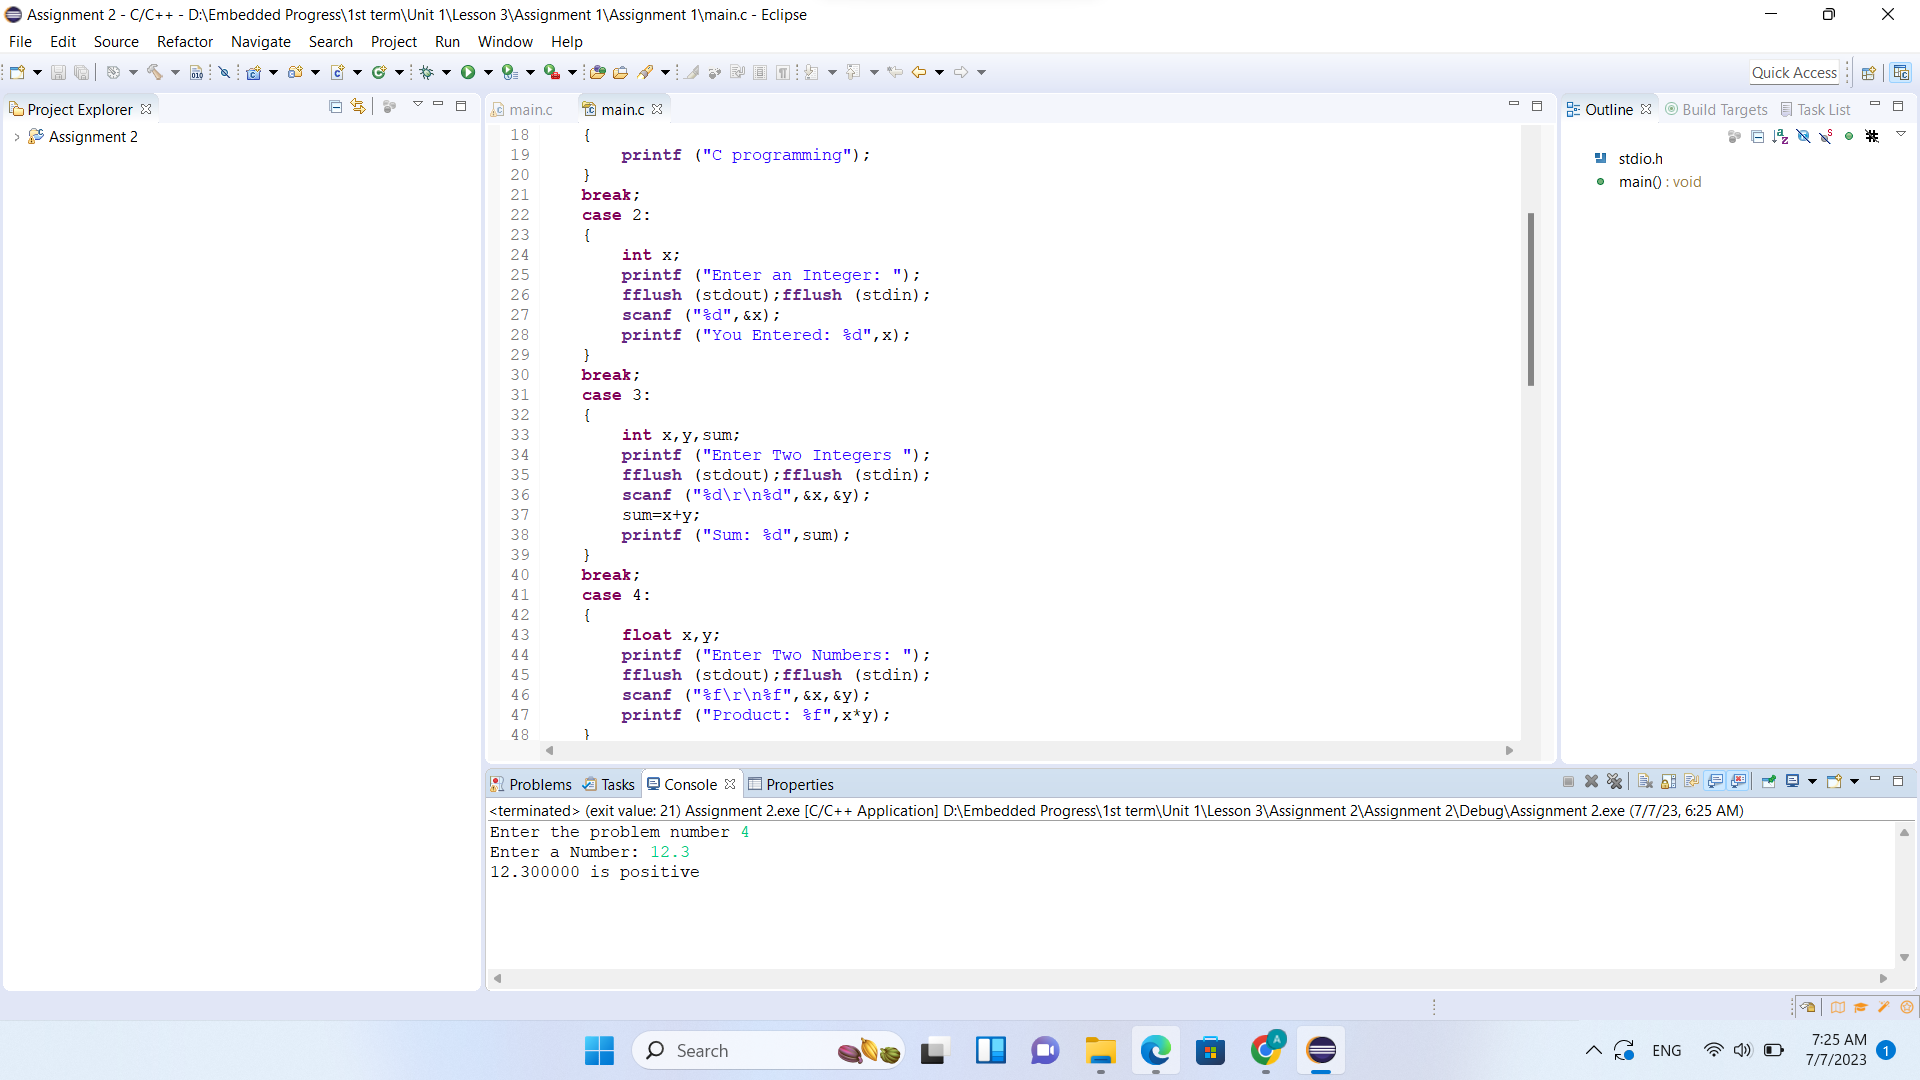 Assignment 2 - C/C++ - D:\Embedded Progress\1st term\Unit 1\Lesson 3\Assignment 1\Assignment 1\main.c - Eclipse
File Edit Source Refactor Navigate Search Project Run Window Help
Quick Access
Project Explorer
Assignment 2
main.c main.c
18 {
19 printf ("C programming");
20 }
21 break;
22 case 2:
23 {
24 int x;
25 printf ("Enter an Integer: ");
26 fflush (stdout);fflush (stdin);
27 scanf ("%d",&x);
28 printf ("You Entered: %d",x);
29 }
30 break;
31 case 3:
32 {
33 int x,y,sum;
34 printf ("Enter Two Integers ");
35 fflush (stdout);fflush (stdin);
36 scanf ("%d\r\n%d",&x,&y);
37 sum=x+y;
38 printf ("Sum: %d",sum);
39 }
40 break;
41 case 4:
42 {
43 float x,y;
44 printf ("Enter Two Numbers: ");
45 fflush (stdout);fflush (stdin);
46 scanf ("%f\r\n%f",&x,&y);
47 printf ("Product: %f",x*y);
48 }
Outline Build Targets Task List
stdio.h
main() : void
Problems Tasks Console Properties
<terminated> (exit value: 21) Assignment 2.exe [C/C++ Application] D:\Embedded Progress\1st term\Unit 1\Lesson 3\Assignment 2\Assignment 2\Debug\Assignment 2.exe (7/7/23, 6:25 AM)
Enter the problem number 4
Enter a Number: 12.3
12.300000 is positive
Search
A
ENG
7:25 AM
7/7/2023
1